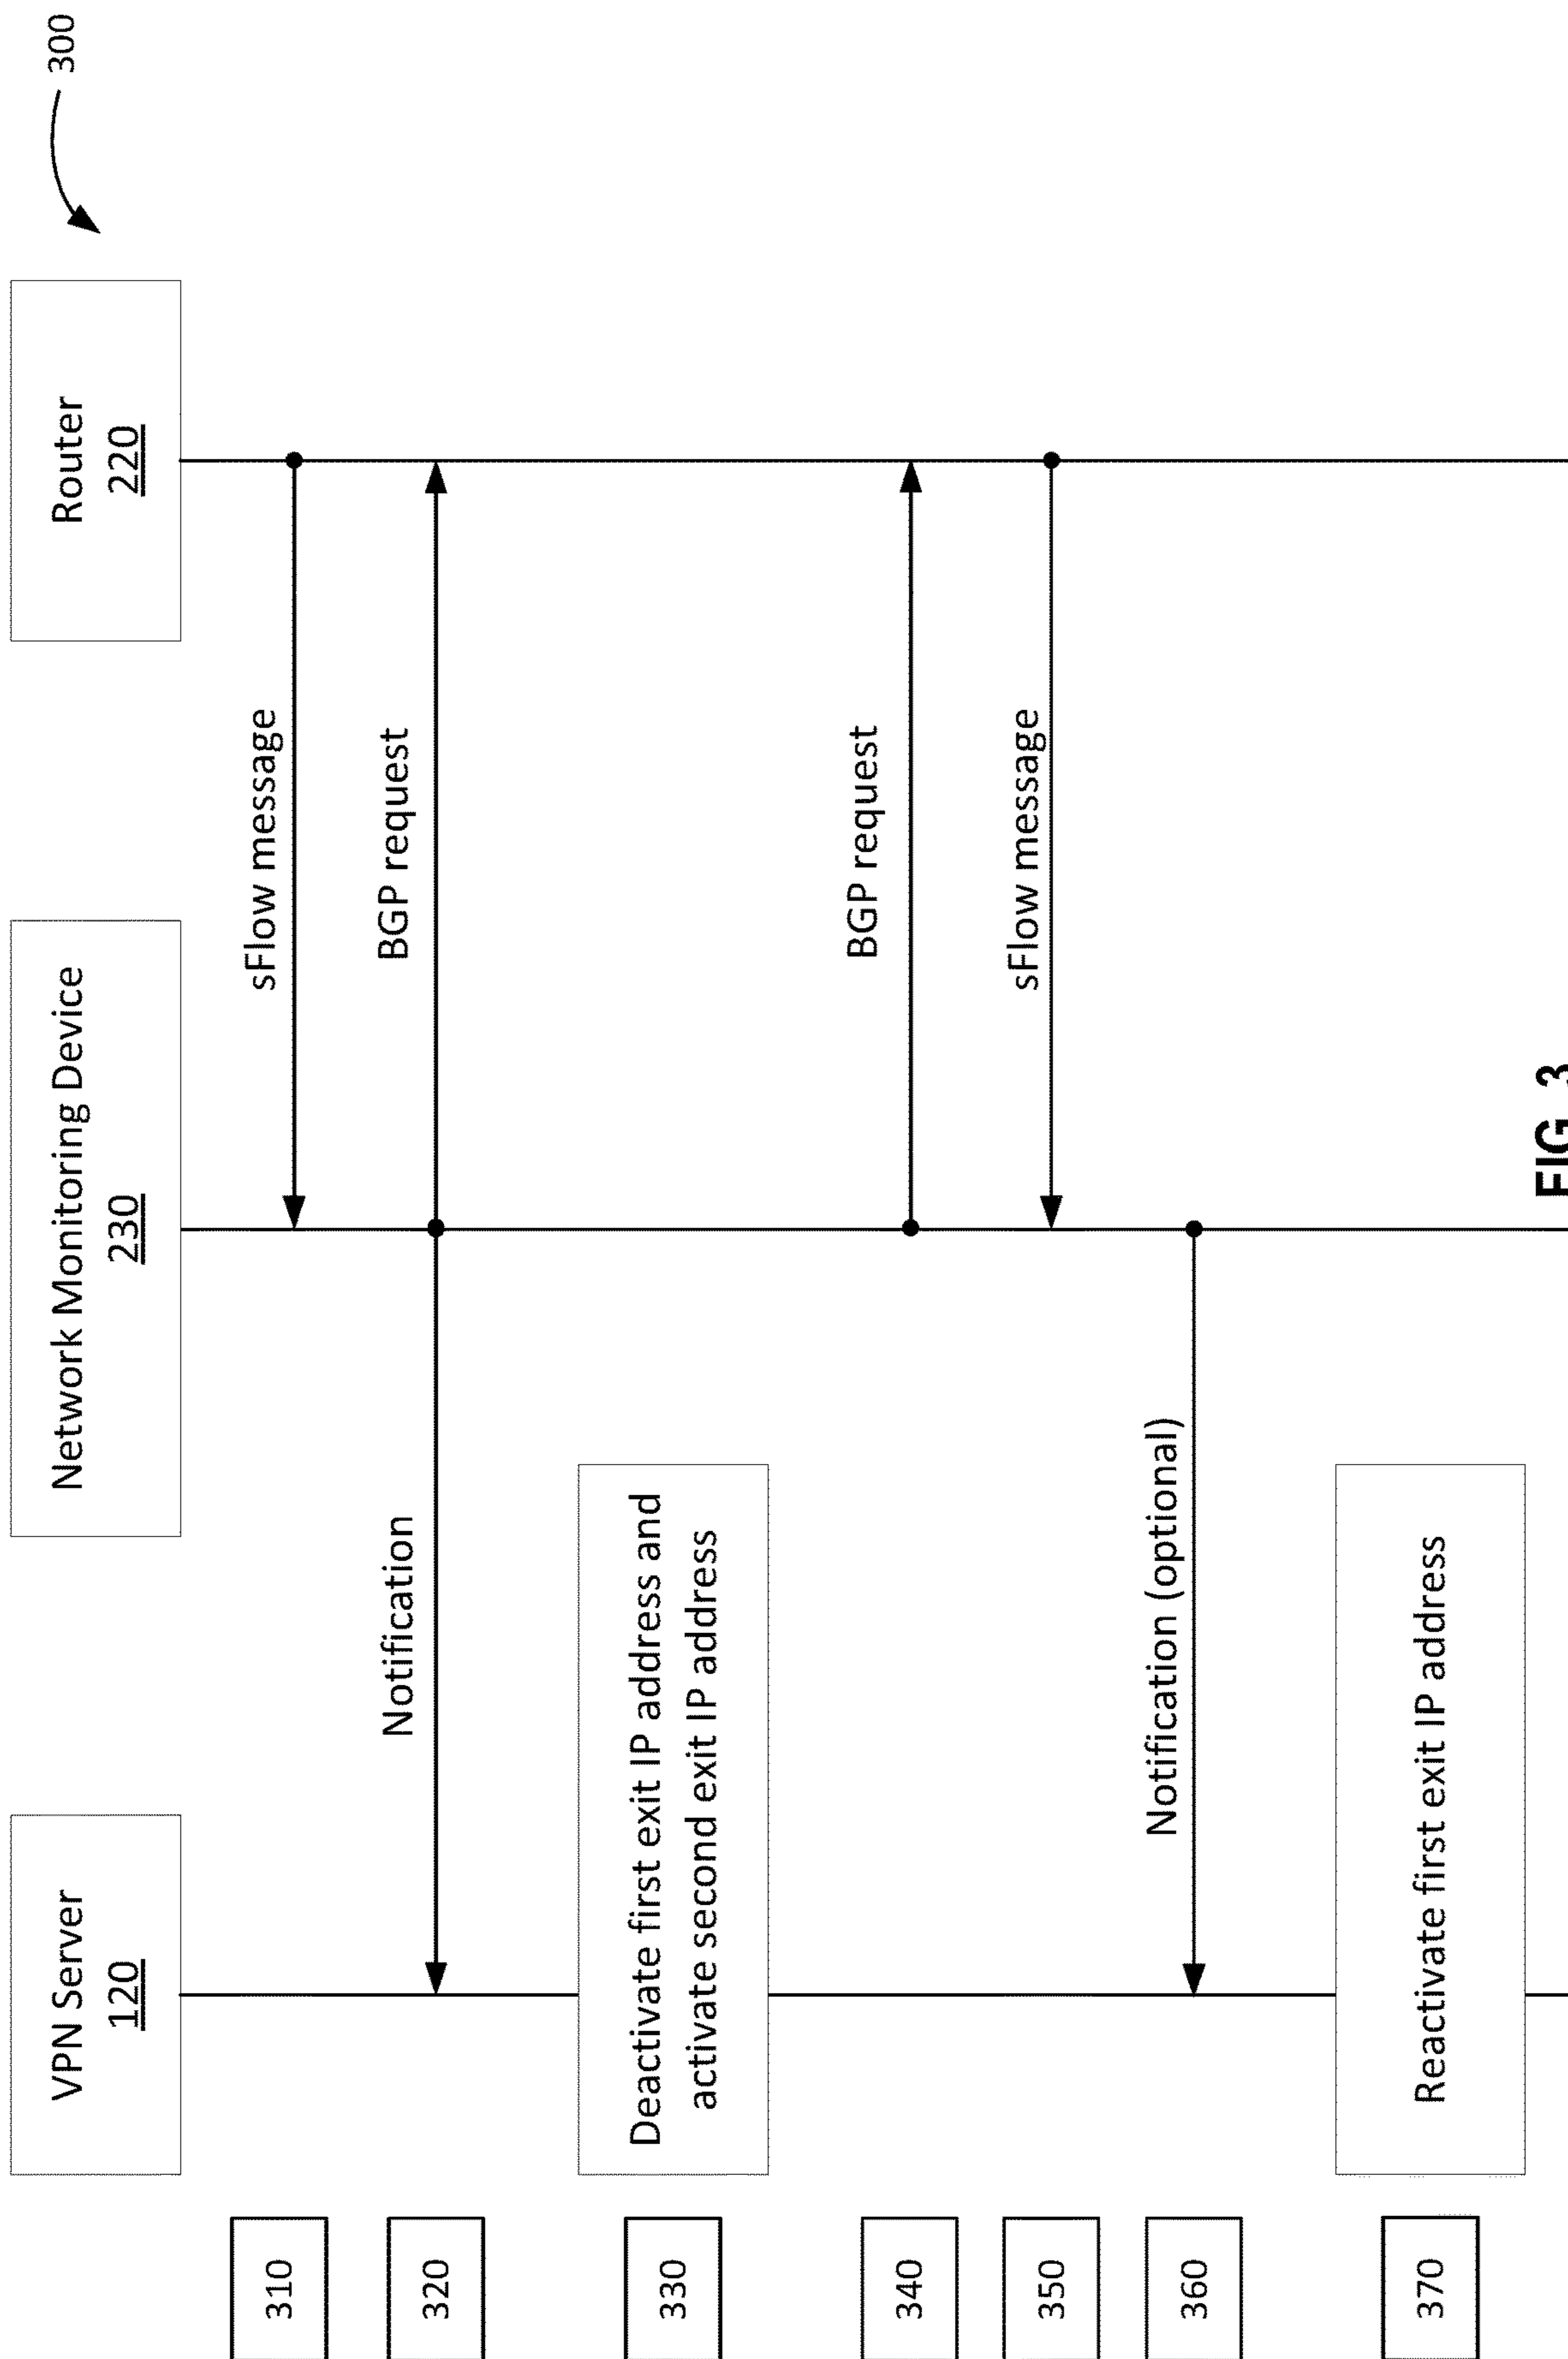 300
VPN Server
120
Network Monitoring Device
230
Router
220
310
sFlow message
320
Notification
BGP request
330
Deactivate first exit IP address and
activate second exit IP address
340
BGP request
350
sFlow message
360
Notification (optional)
370
Reactivate first exit IP address
FIG. 3